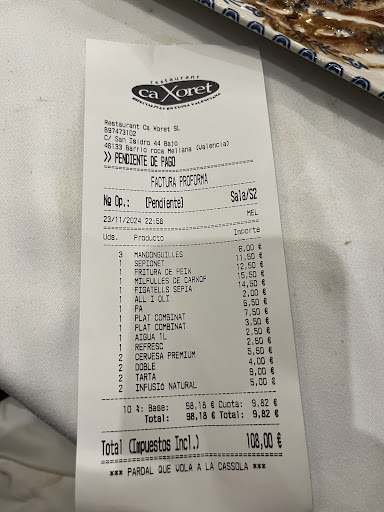 restaurant
ca Xoret
ESPECIALITAT EN CUINA VALENCIANA
Restaurant Ca Xoret SL
B97473102
C/ San Isidro 44 Bajo
46133 Barrio roca Meliana (Valencia)
>> PENDIENTE DE PAGO
FACTURA PROFORMA
Nº Op.: [Pendiente] Sala/S2
23/11/2024 22:56 MEL
Uds. Producto Importe
3 MANDONGUILLES 6,00 €
1 SEPIONET 11,50 €
1 FRITURA DE PEIX 12,50 €
1 MILFULLES DE CARXOF 15,50 €
1 FIGATELLS SEPIA 14,50 €
1 ALL I OLI 2,00 €
1 PA 6,50 €
1 PLAT COMBINAT 7,50 €
1 PLAT COMBINAT 3,50 €
1 AIGUA 1L 2,50 €
1 REFRESC 2,50 €
2 CERVESA PREMIUM 5,50 €
2 DOBLE 4,00 €
2 TARTA 9,00 €
2 INFUSIÓ NATURAL 5,00 €
10 %: Base: 98,18 € Cuota: 9,82 €
Total: 98,18 € Total: 9,82 €
Total (Impuestos Incl.) 108,00 €
*** PARDAL QUE VOLA A LA CASSOLA ***